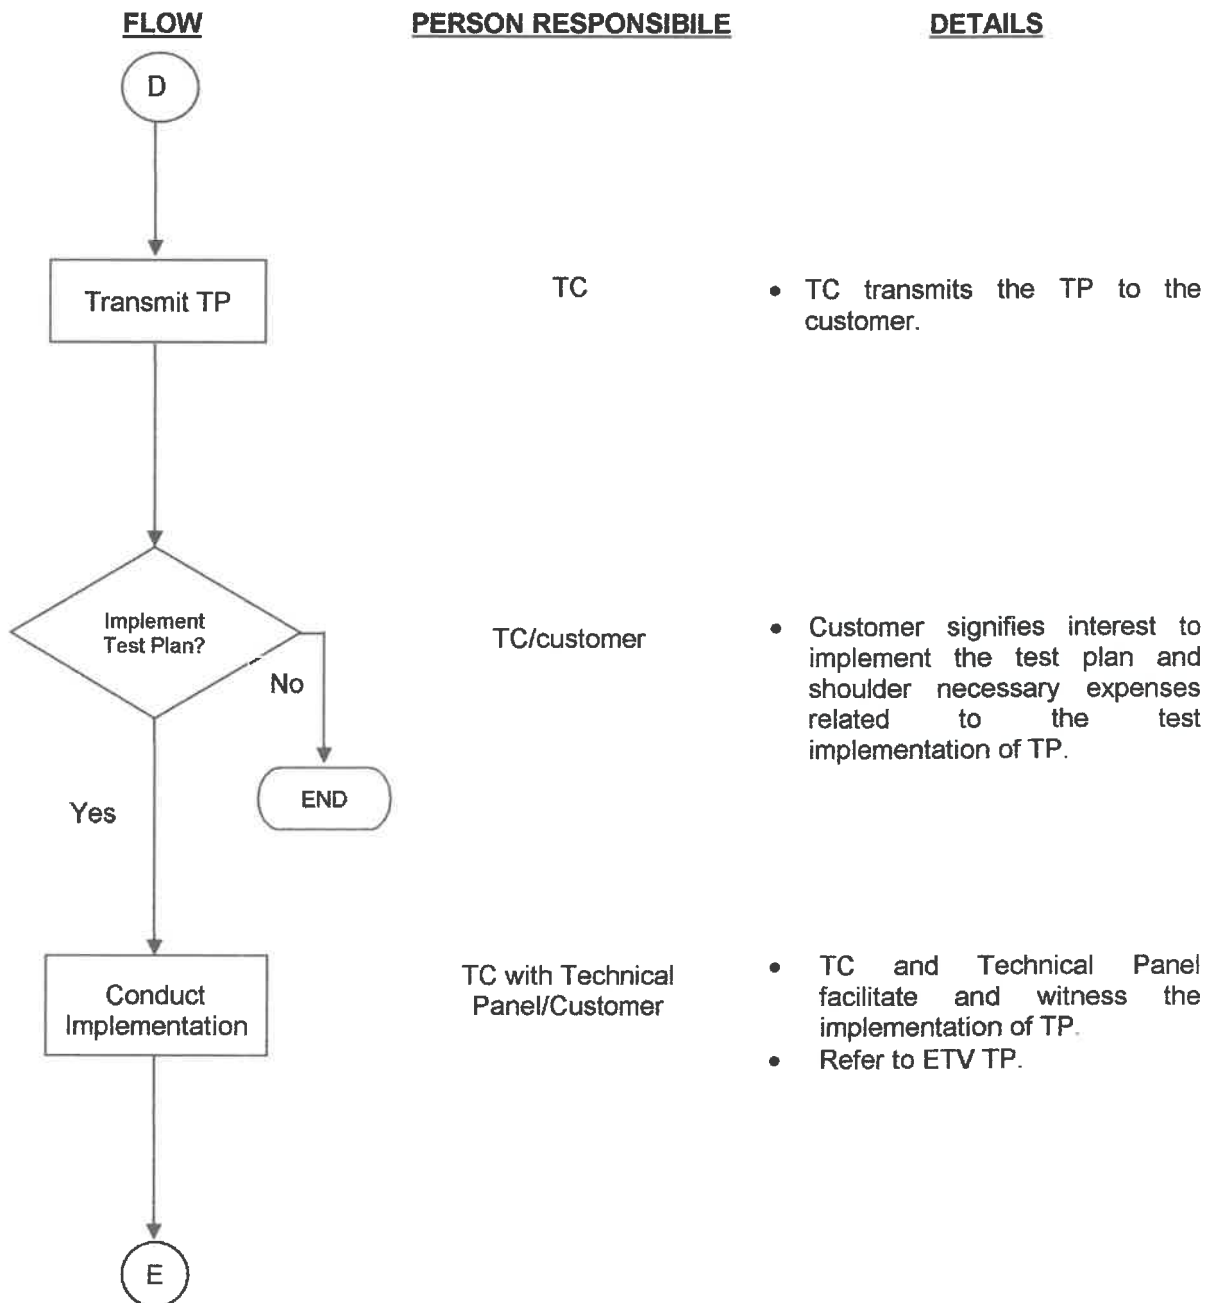 FLOW
PERSON RESPONSIBILE
DETAILS
D
Transmit TP
TC
• TC transmits the TP to the
customer.
Implement
Test Plan?
No
END
Yes
TC/customer
• Customer signifies interest to
implement the test plan and
shoulder necessary expenses
related to the test
implementation of TP.
Conduct
Implementation
TC with Technical
Panel/Customer
• TC and Technical Panel
facilitate and witness the
implementation of TP.
• Refer to ETV TP.
E